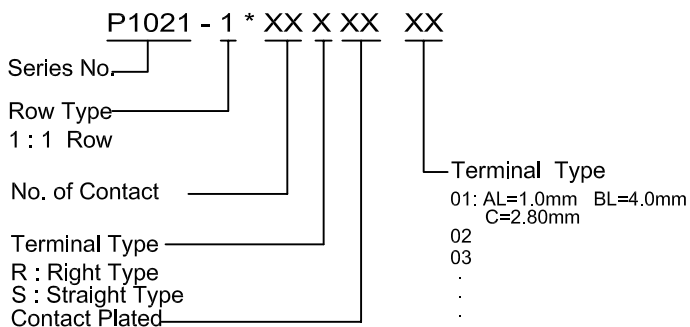 P1021 - 1 * XX X XX XX
Series No.
Row Type
1 : 1 Row
No. of Contact
Terminal Type
R : Right Type
S : Straight Type
Contact Plated
Terminal Type
01: AL=1.0mm BL=4.0mm
C=2.80mm
02
03
.
.
.